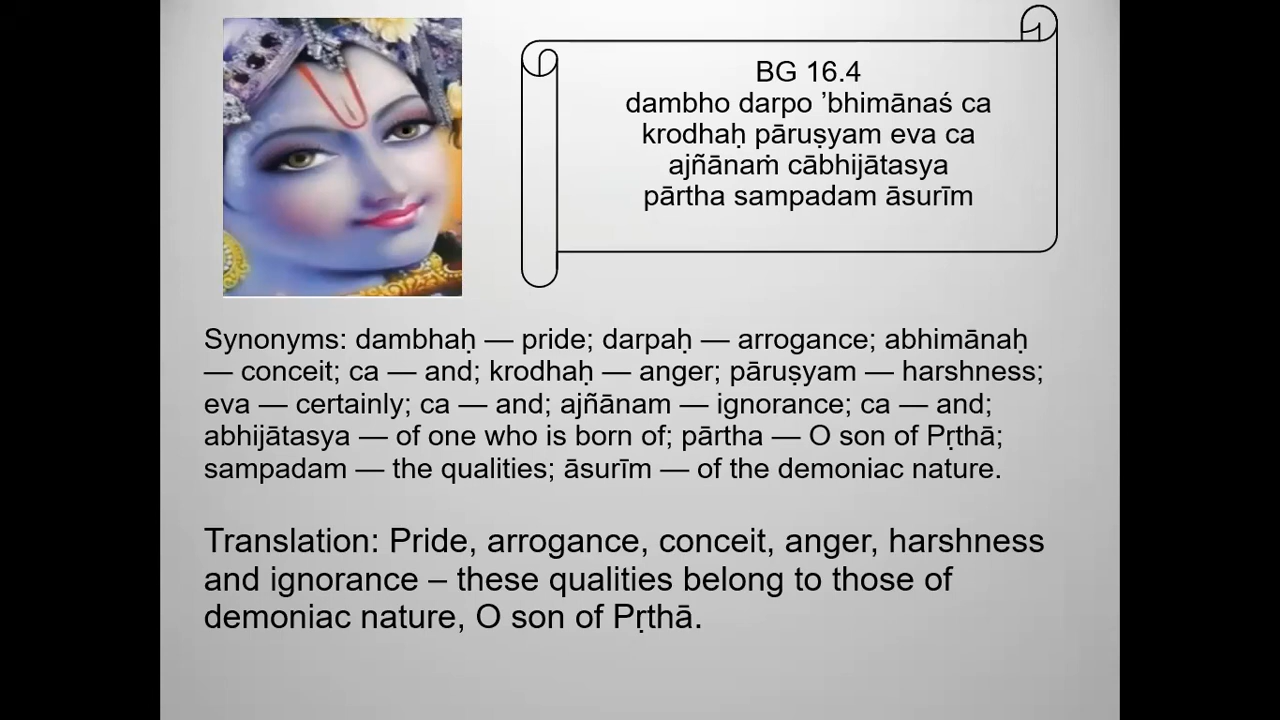 BG 16.4
dambho darpo ’bhimānaś ca
krodhaḥ pāruṣyam eva ca
ajñānaṁ cābhijātasya
pārtha sampadam āsurīm
Synonyms: dambhaḥ — pride; darpaḥ — arrogance; abhimānaḥ
— conceit; ca — and; krodhaḥ — anger; pāruṣyam — harshness;
eva — certainly; ca — and; ajñānam — ignorance; ca — and;
abhijātasya — of one who is born of; pārtha — O son of Pṛthā;
sampadam — the qualities; āsurīm — of the demoniac nature.
Translation: Pride, arrogance, conceit, anger, harshness
and ignorance – these qualities belong to those of
demoniac nature, O son of Pṛthā.